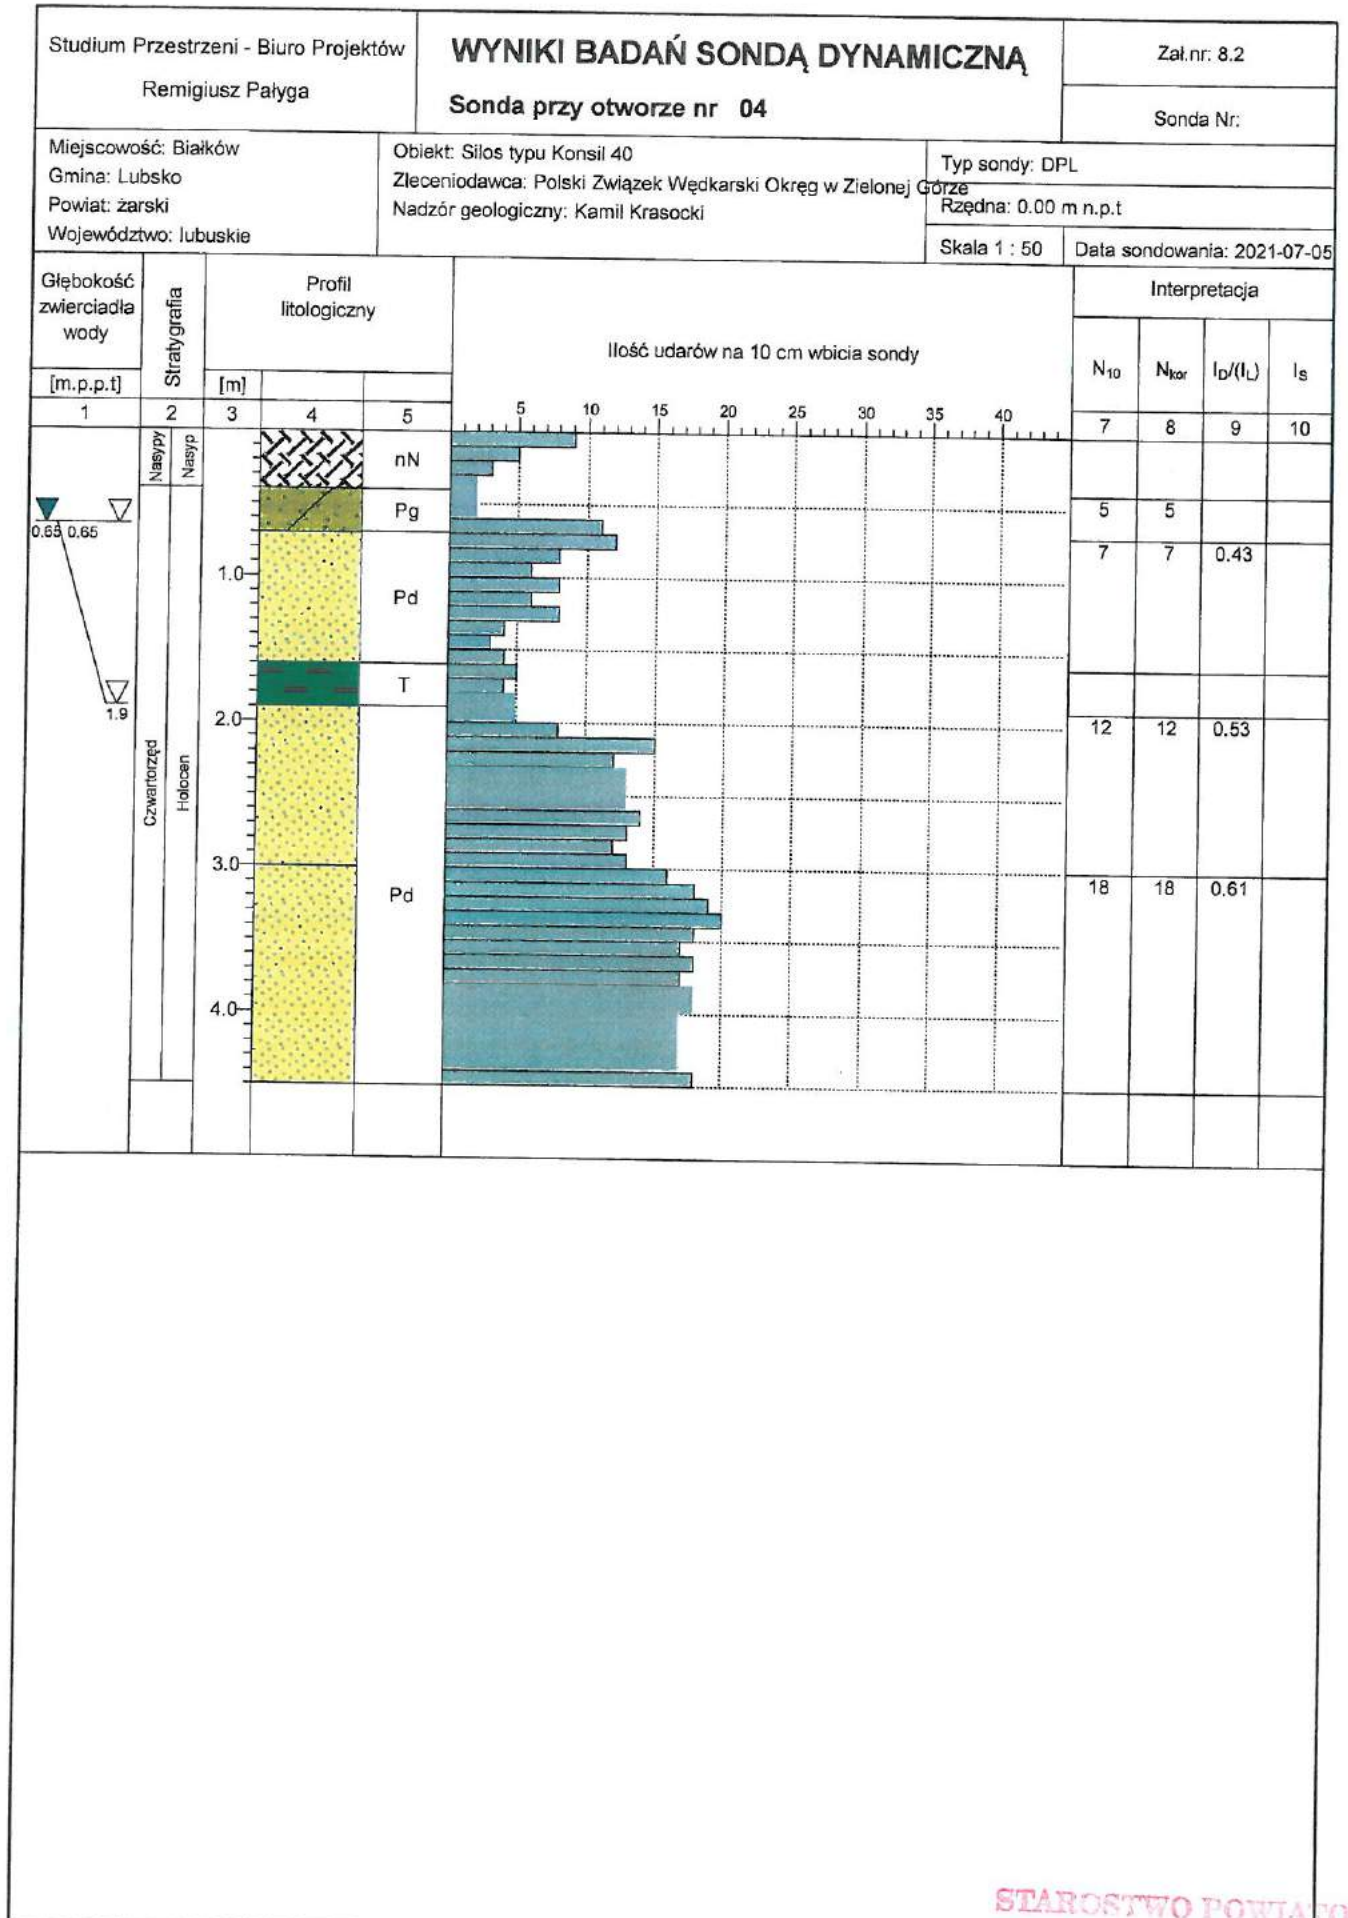 Studium Przestrzeni - Biuro Projektów
Remigiusz Pałyga
WYNIKI BADAŃ SONDĄ DYNAMICZNĄ
Sonda przy otworze nr 04
Zał.nr: 8.2
Sonda Nr:
Miejscowość: Białków
Gmina: Lubsko
Powiat: żarski
Województwo: lubuskie
Obiekt: Silos typu Konsil 40
Zleceniodawca: Polski Związek Wędkarski Okręg w Zielonej Górze
Nadzór geologiczny: Kamil Krasocki
Typ sondy: DPL
Rzędna: 0.00 m n.p.t
Skala 1 : 50
Data sondowania: 2021-07-05
Głębokość
zwierciadła
wody
[m.p.p.t]
Stratygrafia
Profil
litologiczny
[m]
Ilość udarów na 10 cm wbicia sondy
Interpretacja
N10 Nkor ID/(IL) IS
1 2 3 4 5
5 10 15 20 25 30 35 40
7 8 9 10
Nasypy
Nasyp
nN
Pg
5 5
0.65 0.65
7 7 0.43
1.0
Pd
T
1.9
2.0
12 12 0.53
Czwartorzęd
Holocen
3.0
Pd
18 18 0.61
4.0
STAROSTWO POWIATO